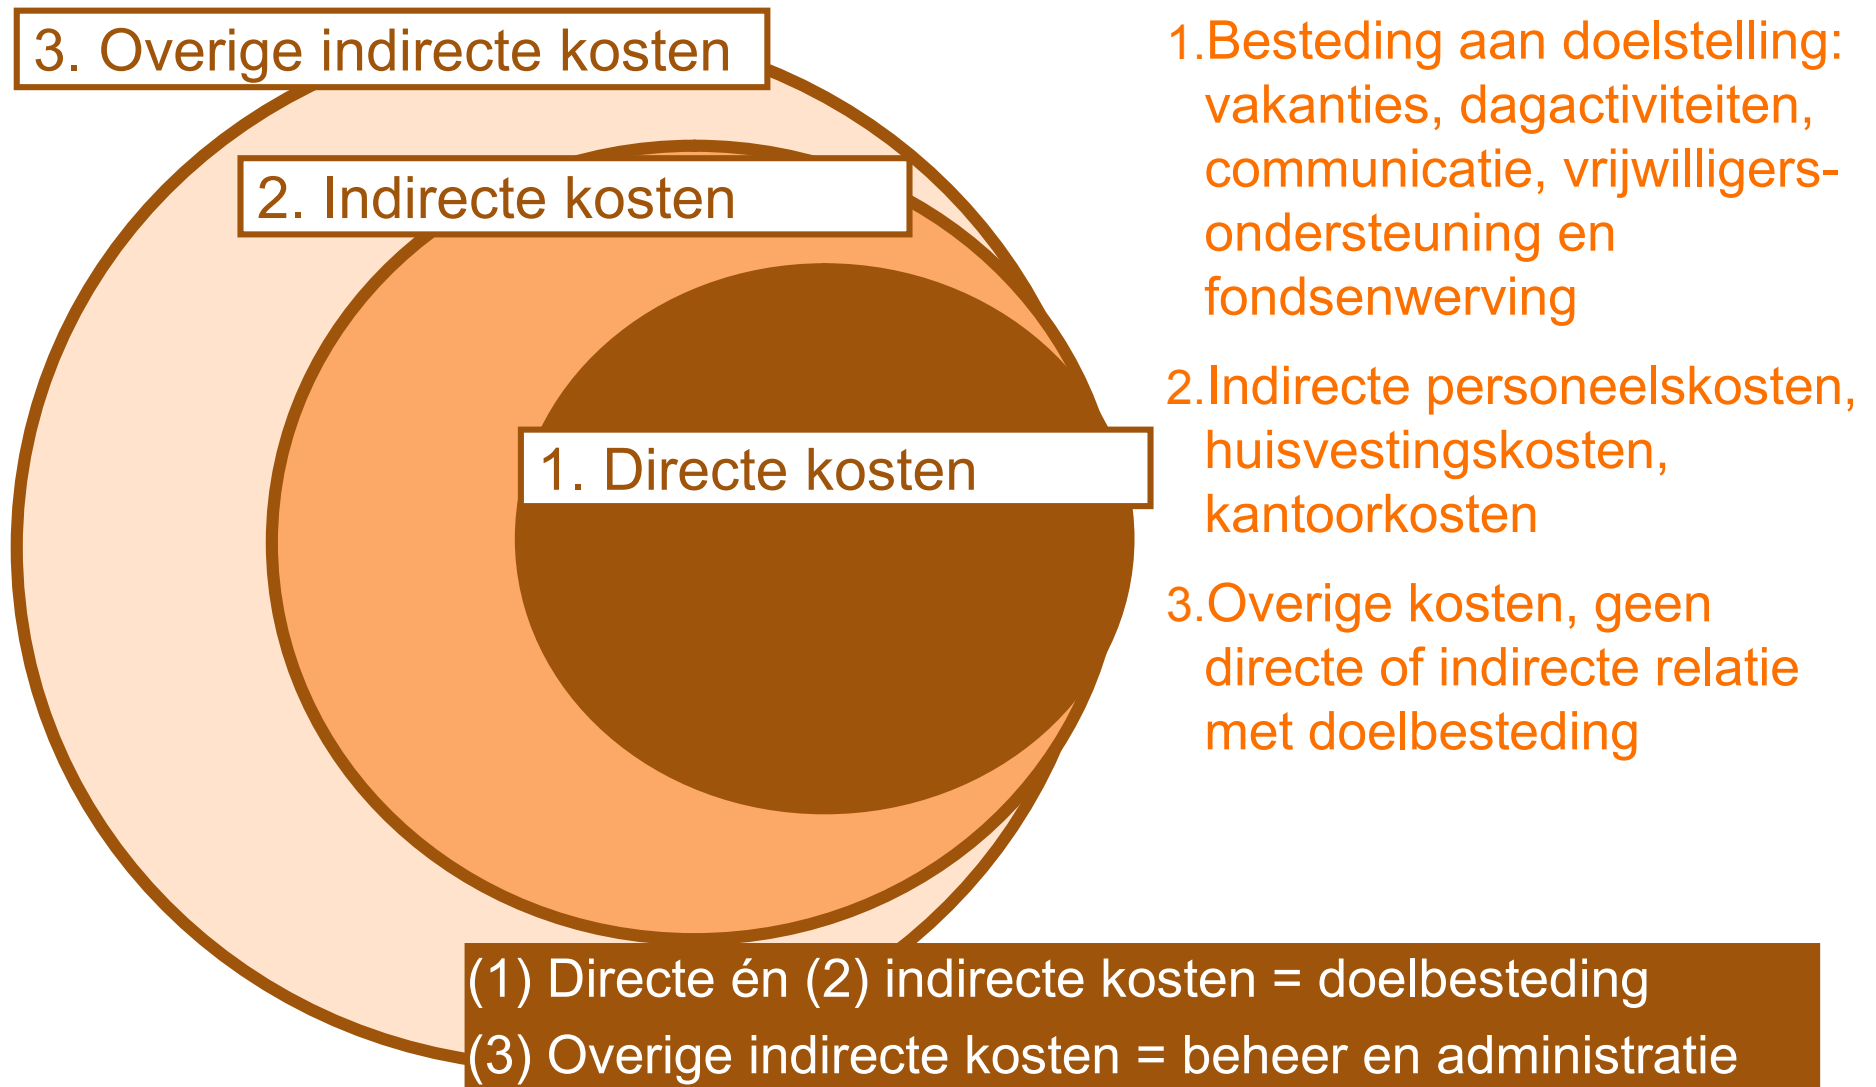 3. Overige indirecte kosten
2. Indirecte kosten
1. Directe kosten
1.Besteding aan doelstelling:
vakanties, dagactiviteiten,
communicatie, vrijwilligers-
ondersteuning en
fondsenwerving
2.Indirecte personeelskosten,
huisvestingskosten,
kantoorkosten
3.Overige kosten, geen
directe of indirecte relatie
met doelbesteding
(1) Directe én (2) indirecte kosten = doelbesteding
(3) Overige indirecte kosten = beheer en administratie